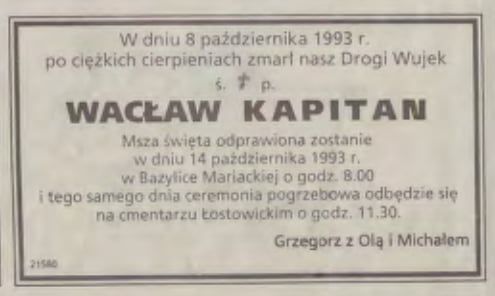 W dniu 8 października 1993 r.
po ciężkich cierpieniach zmarł nasz Drogi Wujek
ś. ✝ p.
WACŁAW KAPITAN
Msza święta odprawiona zostanie
w dniu 14 października 1993 r.
w Bazylice Mariackiej o godz. 8.00
i tego samego dnia ceremonia pogrzebowa odbędzie się
na cmentarzu Łostowickim o godz. 11.30.
Grzegorz z Olą i Michałem
21560